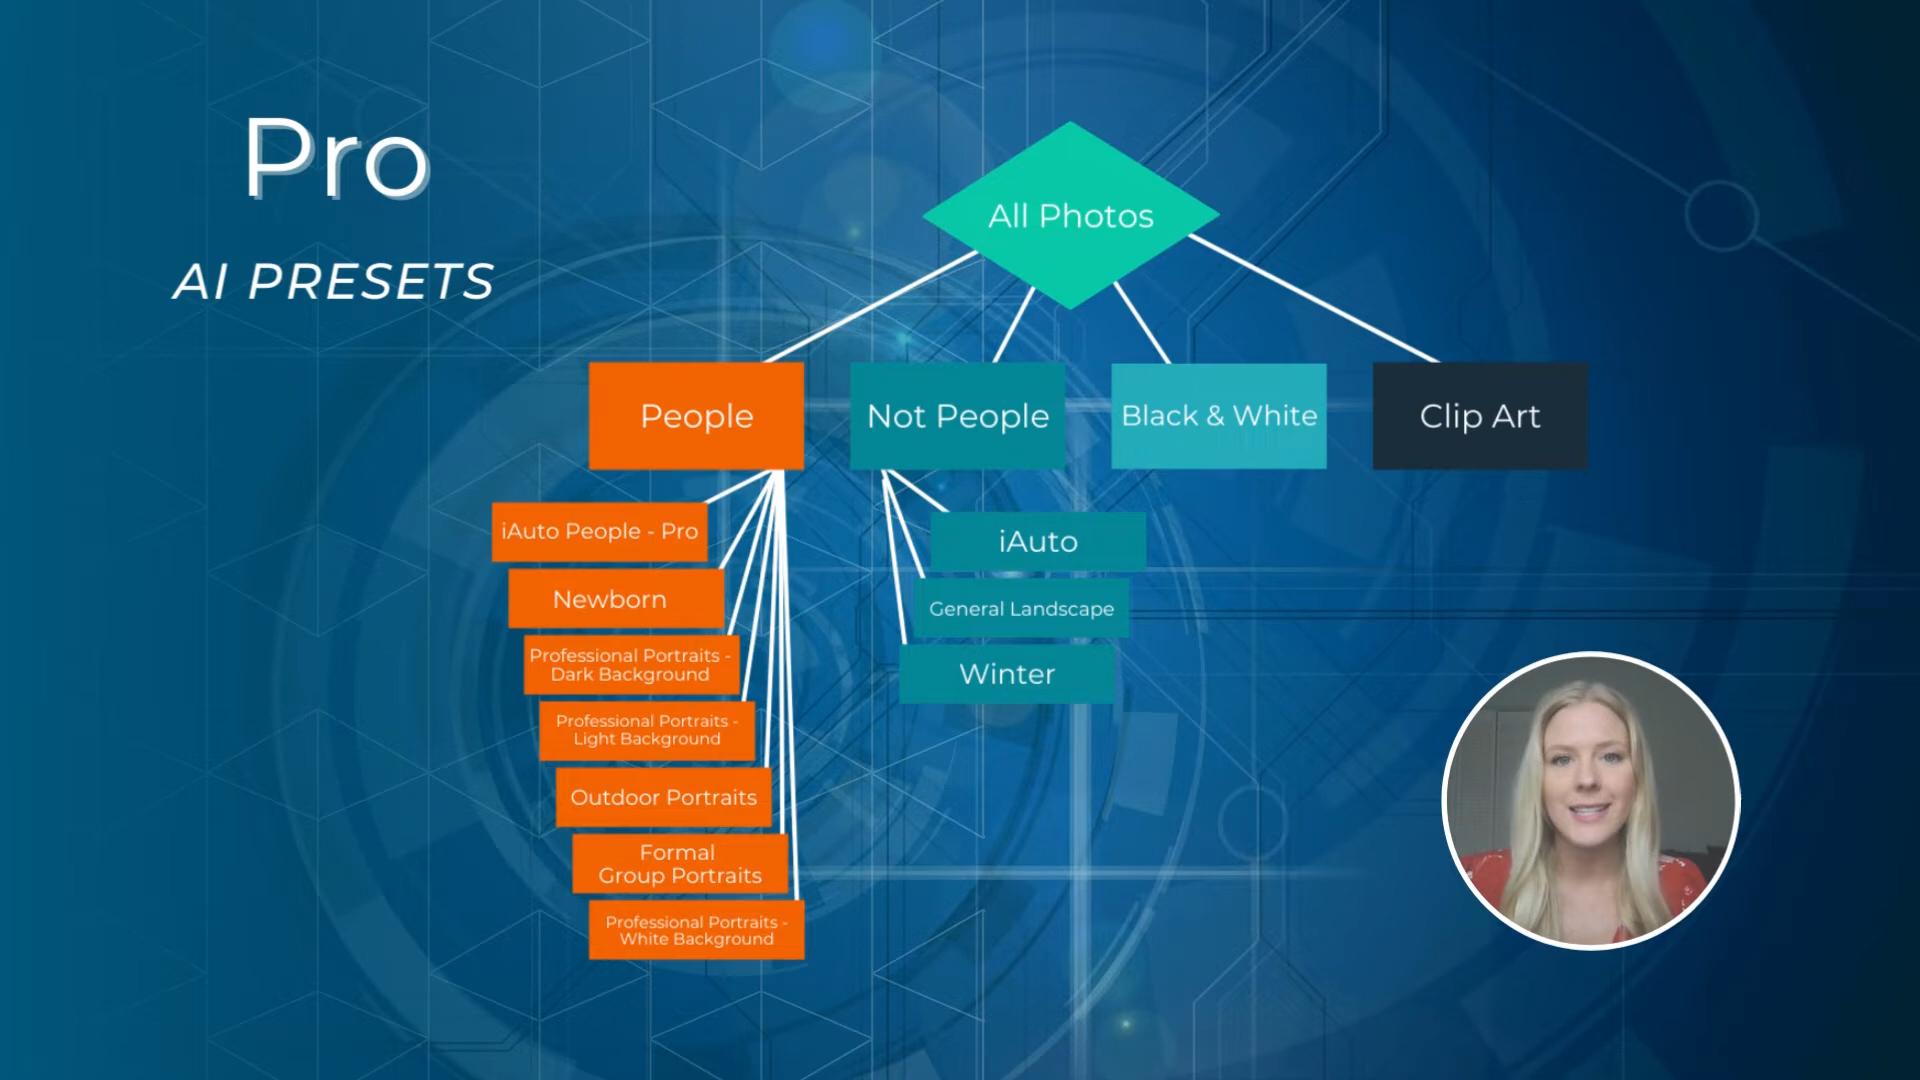 Pro
AI PRESETS
All Photos
People
Not People
Black & White
Clip Art
iAuto People - Pro
Newborn
Professional Portraits -
Dark Background
Professional Portraits -
Light Background
Outdoor Portraits
Formal
Group Portraits
Professional Portraits -
White Background
iAuto
General Landscape
Winter